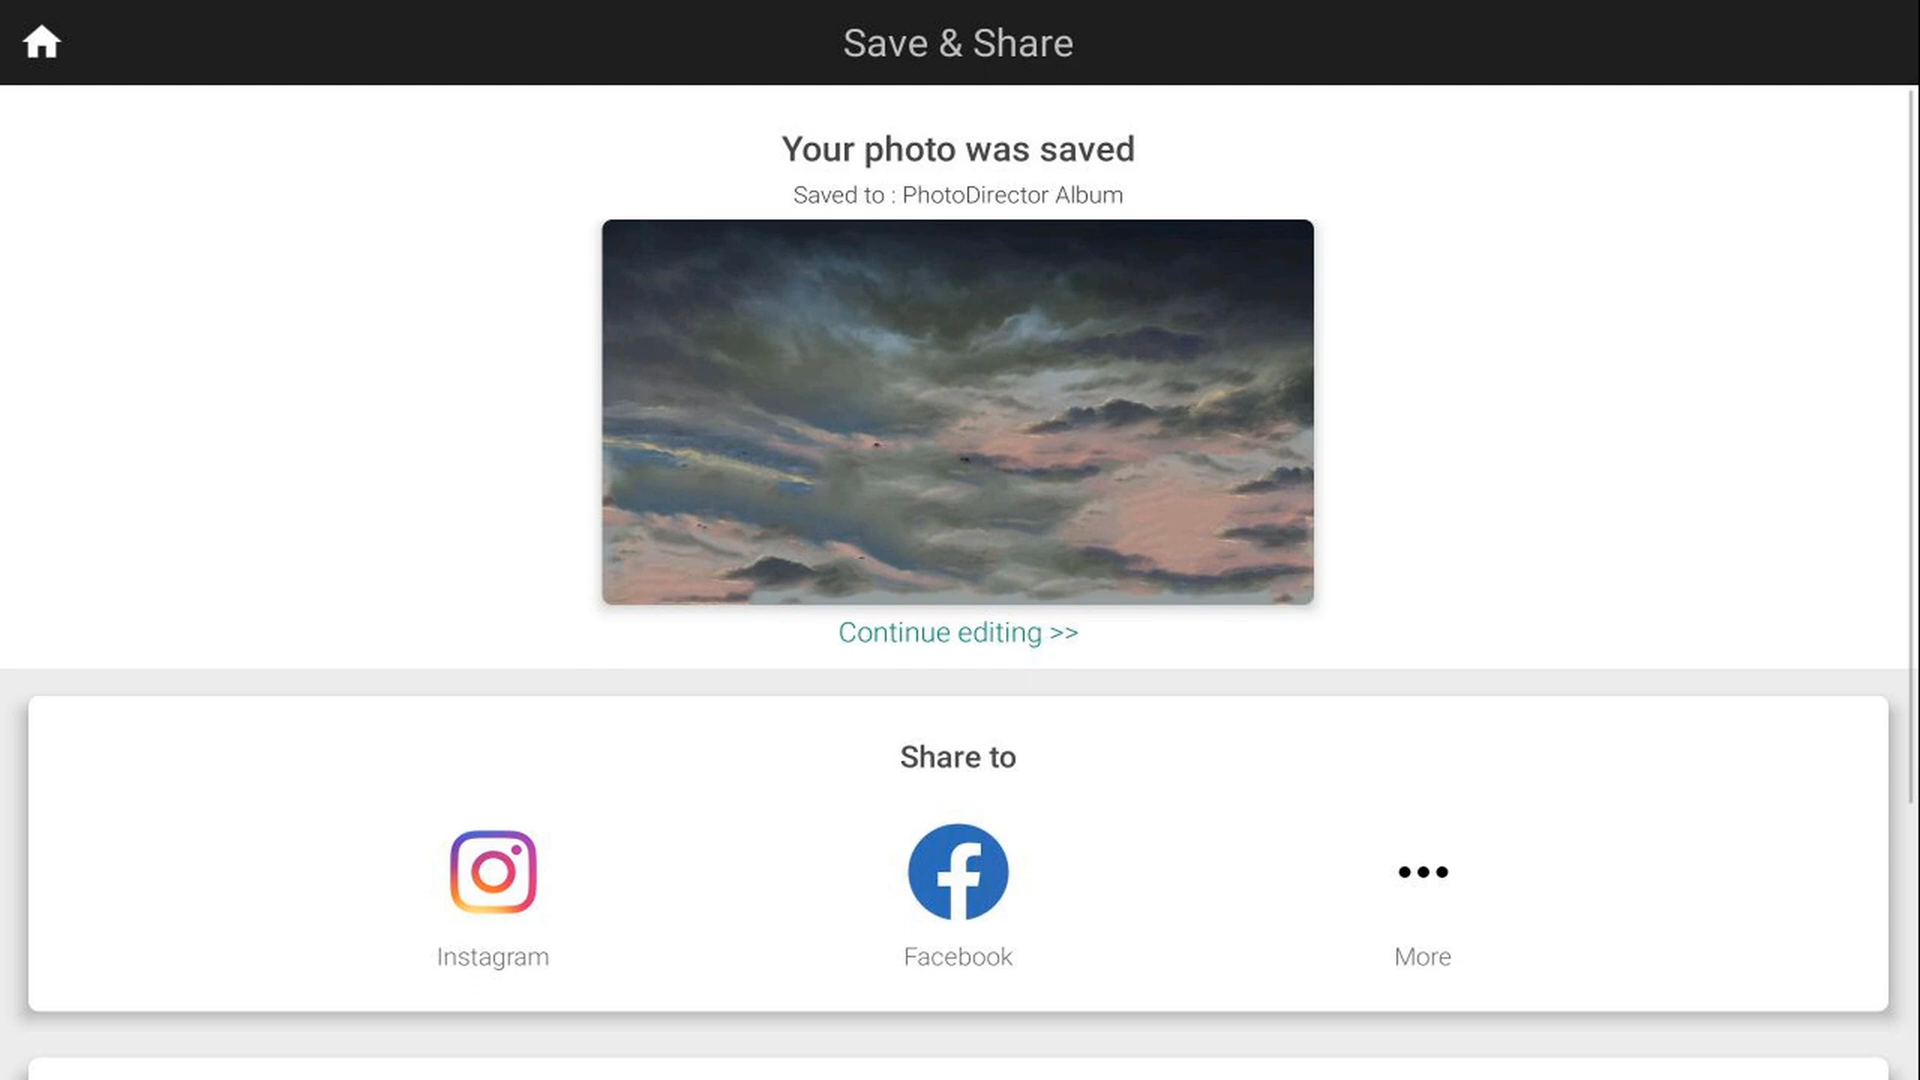 Save & Share
Your photo was saved
Saved to : PhotoDirector Album
Continue editing >>
Share to
Instagram
Facebook
More